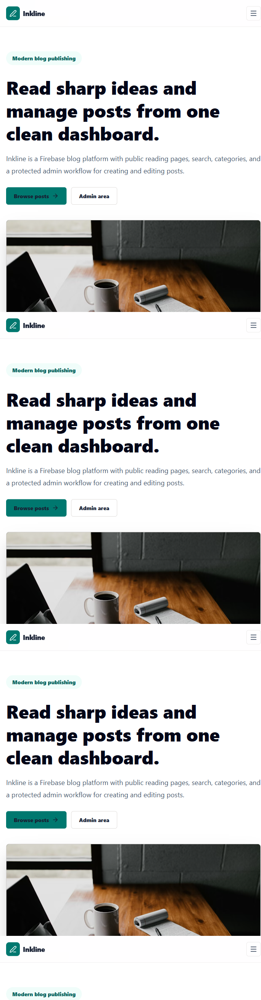 Inkline
Modern blog publishing
Read sharp ideas and
manage posts from one
clean dashboard.
Inkline is a Firebase blog platform with public reading pages, search, categories, and
a protected admin workflow for creating and editing posts.
Browse posts
Admin area
Inkline
Modern blog publishing
Read sharp ideas and
manage posts from one
clean dashboard.
Inkline is a Firebase blog platform with public reading pages, search, categories, and
a protected admin workflow for creating and editing posts.
Browse posts
Admin area
Inkline
Modern blog publishing
Read sharp ideas and
manage posts from one
clean dashboard.
Inkline is a Firebase blog platform with public reading pages, search, categories, and
a protected admin workflow for creating and editing posts.
Browse posts
Admin area
Inkline
Modern blog publishing